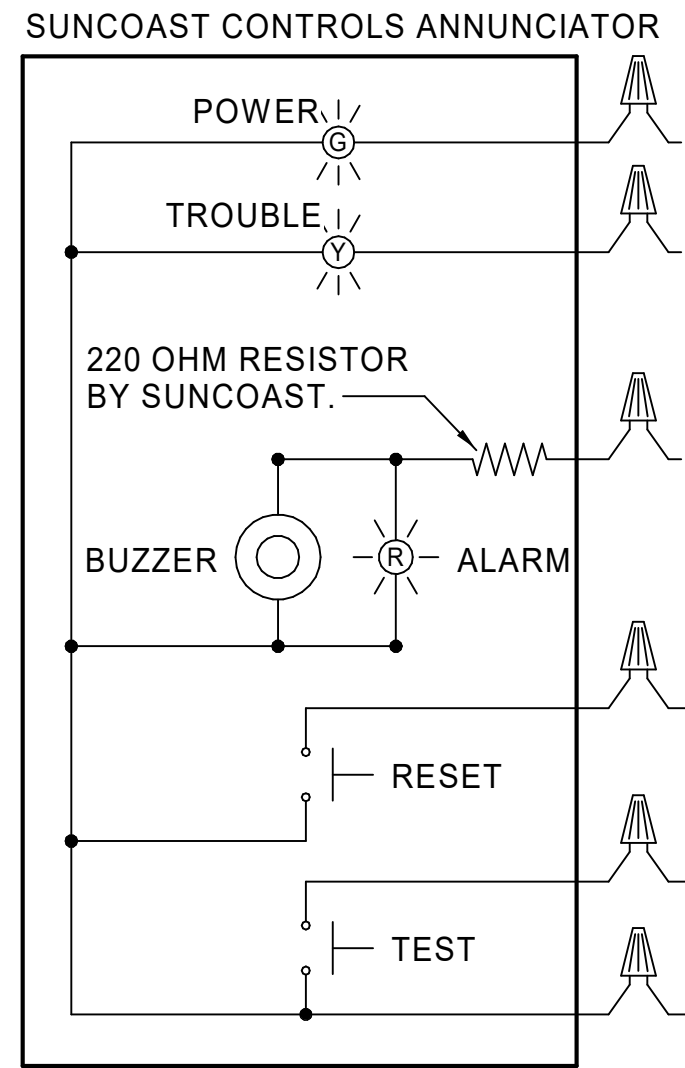 SUNCOAST CONTROLS ANNUNCIATOR
POWER
G
TROUBLE
Y
220 OHM RESISTOR
BY SUNCOAST.
BUZZER
R
ALARM
RESET
TEST